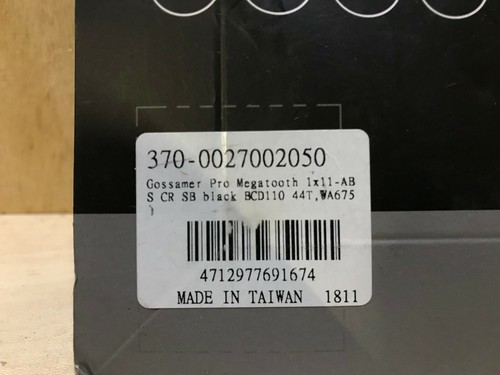 370-0027002050
Gossamer Pro Megatooth 1x11-AB
S CR SB black BCD110 44T,WA675
)
4712977691674
MADE IN TAIWAN 1811